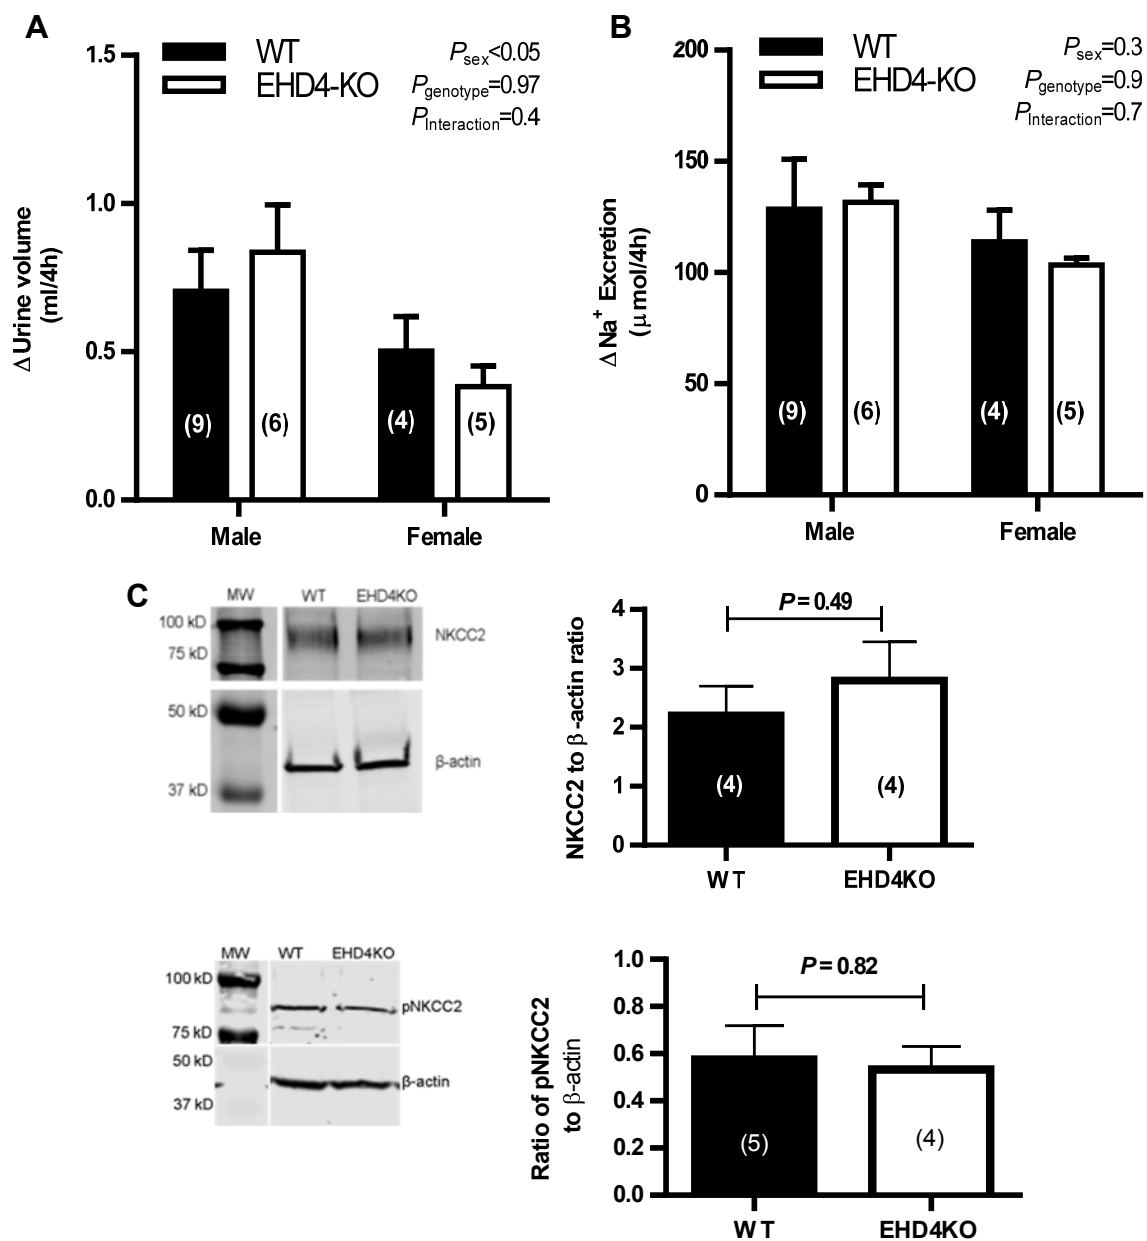 A
1.5
1.0
0.5
0.0
ΔUrine volume
(ml/4h)
WT
EHD4-KO
Psex<0.05
Pgenotype=0.97
PInteraction=0.4
(9)
(6)
(4)
(5)
Male
Female
B
200
150
100
50
0
ΔNa+ Excretion
(μmol/4h)
WT
EHD4-KO
Psex=0.3
Pgenotype=0.9
PInteraction=0.7
(9)
(6)
(4)
(5)
Male
Female
C
MW
WT
EHD4KO
100 kD
75 kD
50 kD
37 kD
NKCC2
β-actin
NKCC2 to β-actin ratio
4
3
2
1
0
P = 0.49
(4)
(4)
WT
EHD4KO
MW
WT
EHD4KO
100 kD
75 kD
50 kD
37 kD
pNKCC2
β-actin
Ratio of pNKCC2
to β-actin
1.0
0.8
0.6
0.4
0.2
0.0
P = 0.82
(5)
(4)
WT
EHD4KO